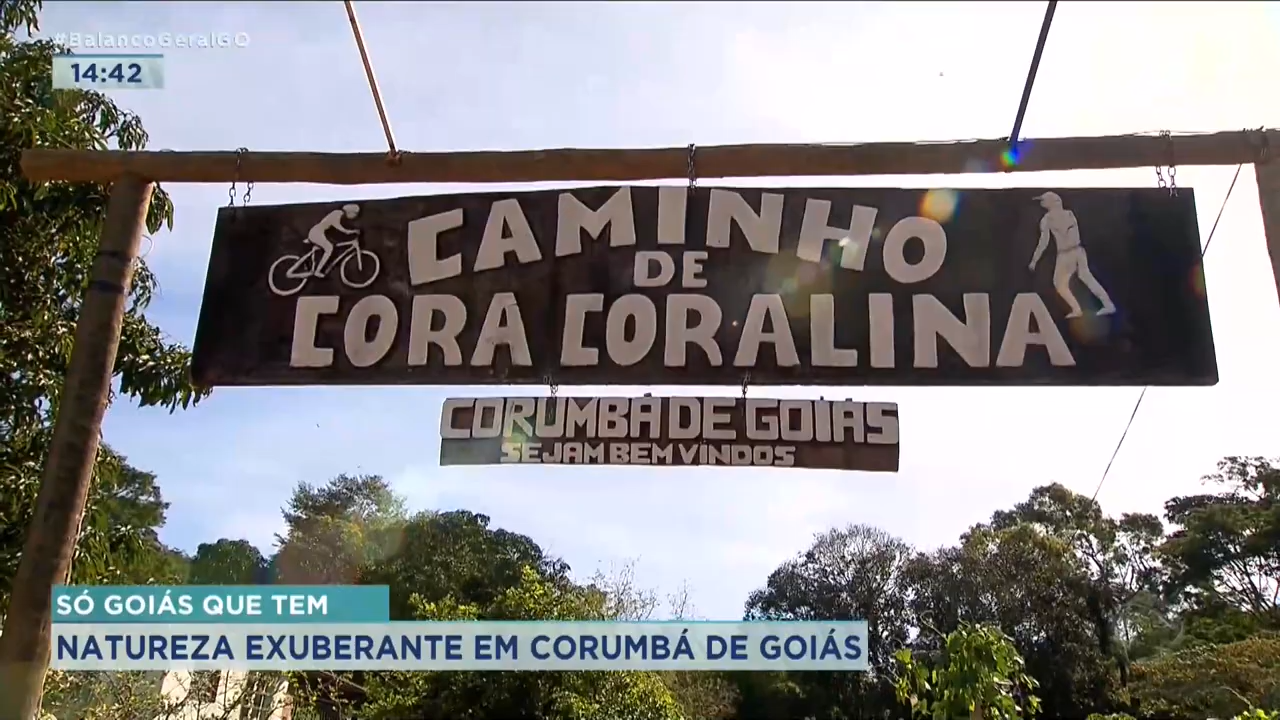 #BalancoGeralGO
14:42
CAMINHO
DE
CORA CORALINA
CORUMBÁ DE GOIÁS
SEJAM BEM VINDOS
SÓ GOIÁS QUE TEM
NATUREZA EXUBERANTE EM CORUMBÁ DE GOIÁS